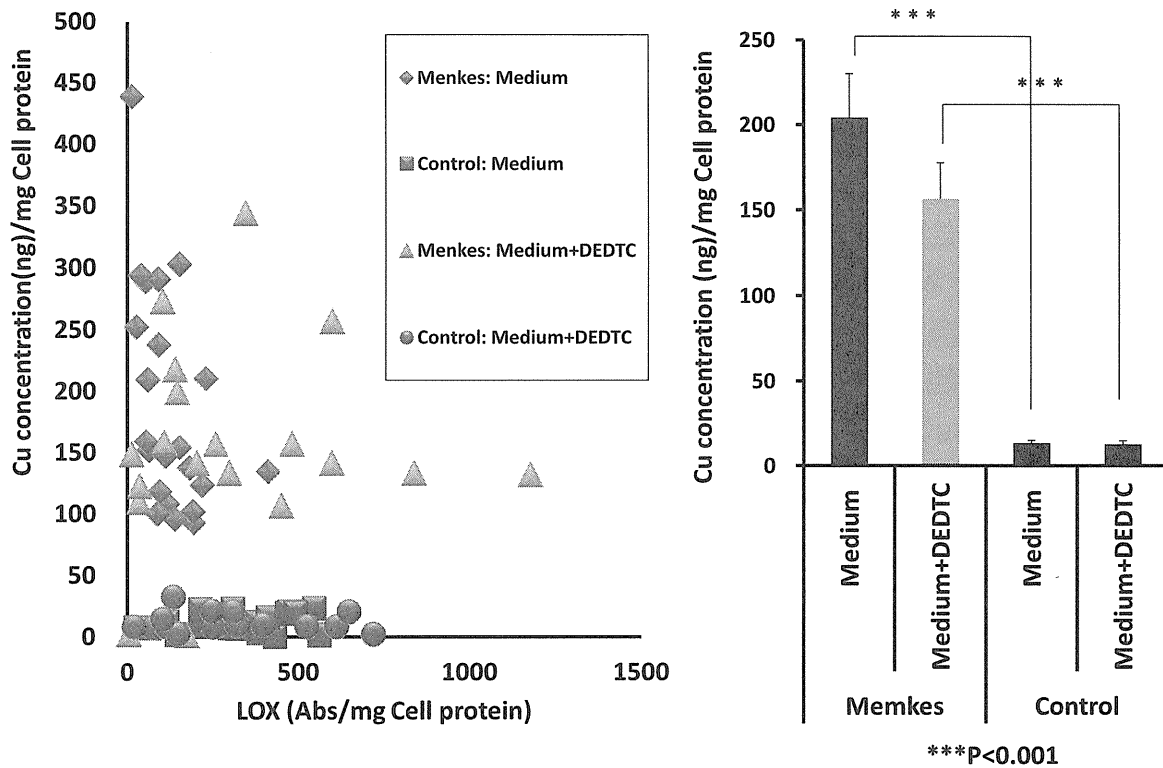 Cu concentration(ng)/mg Cell protein
500
450
400
350
300
250
200
150
100
50
0
0 500 1000 1500
LOX (Abs/mg Cell protein)
Menkes: Medium
Control: Medium
Menkes: Medium+DEDTC
Control: Medium+DEDTC
Cu concentration (ng)/mg Cell protein
250
200
150
100
50
0
***
***
Medium
Medium+DEDTC
Medium
Medium+DEDTC
Memkes
Control
***P<0.001